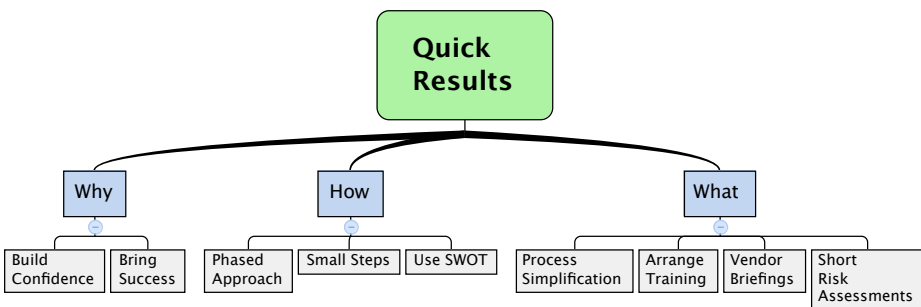 Quick
Results
Why
How
What
Build
Confidence
Bring
Success
Phased
Approach
Small Steps
Use SWOT
Process
Simplification
Arrange
Training
Vendor
Briefings
Short
Risk
Assessments